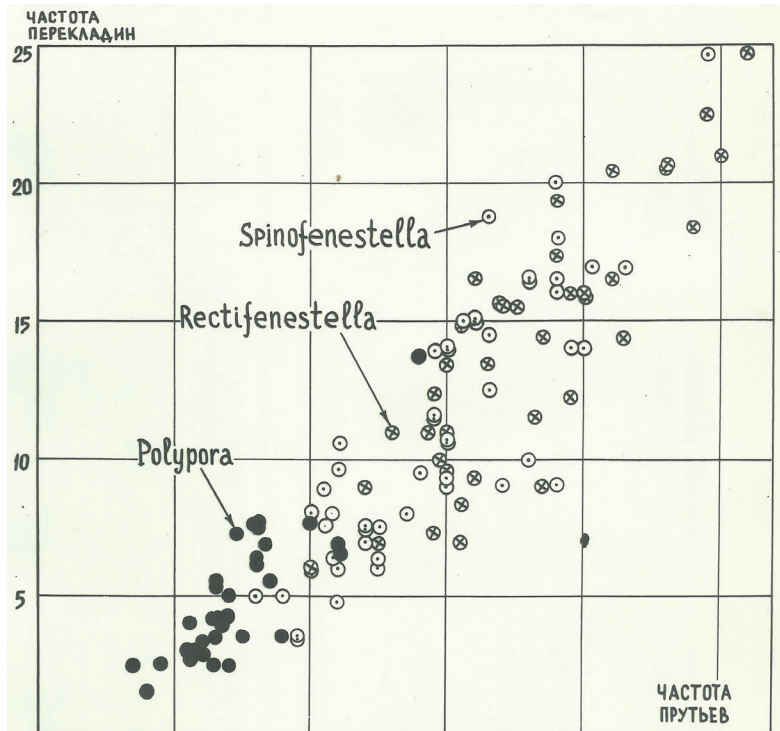 ЧАСТОТА
ПЕРЕКЛАДИН
25
20
Spinofenestella
Rectifenestella
15
Polypora
10
5
ЧАСТОТА
ПРУТЬЕВ